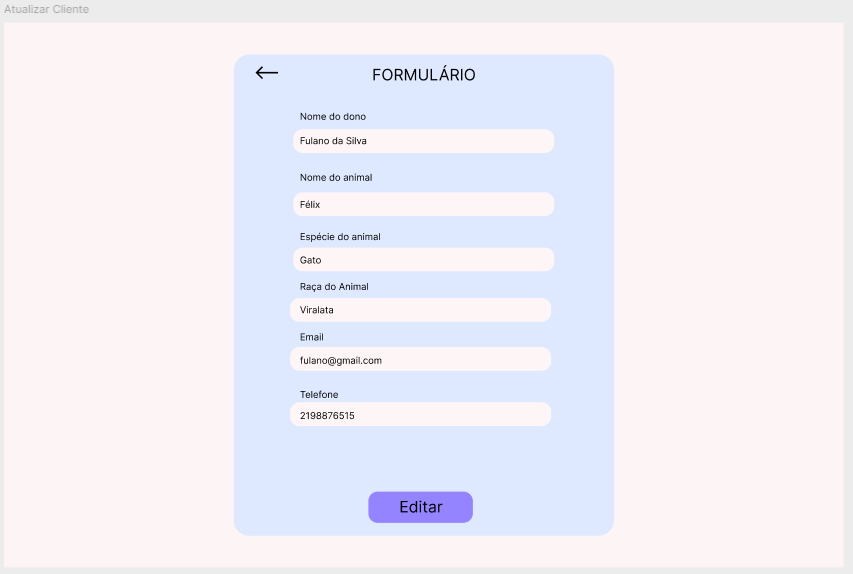 Atualizar Cliente
FORMULÁRIO
Nome do dono
Fulano da Silva
Nome do animal
Félix
Espécie do animal
Gato
Raça do Animal
Viralata
Email
fulano@gmail.com
Telefone
2198876515
Editar